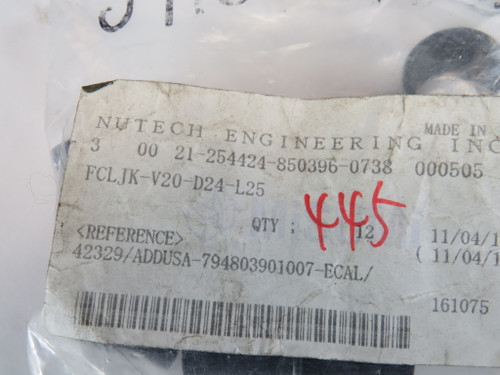 NUTECH ENGINEERING INC
MADE IN
3 00 21-254424-850396-0738 000505
FCLJK-V20-D24-L25
QTY : 12
445
<REFERENCE> 11/04/1
42329/ADDUSA-794803901007-ECAL/ ( 11/04/1
161075